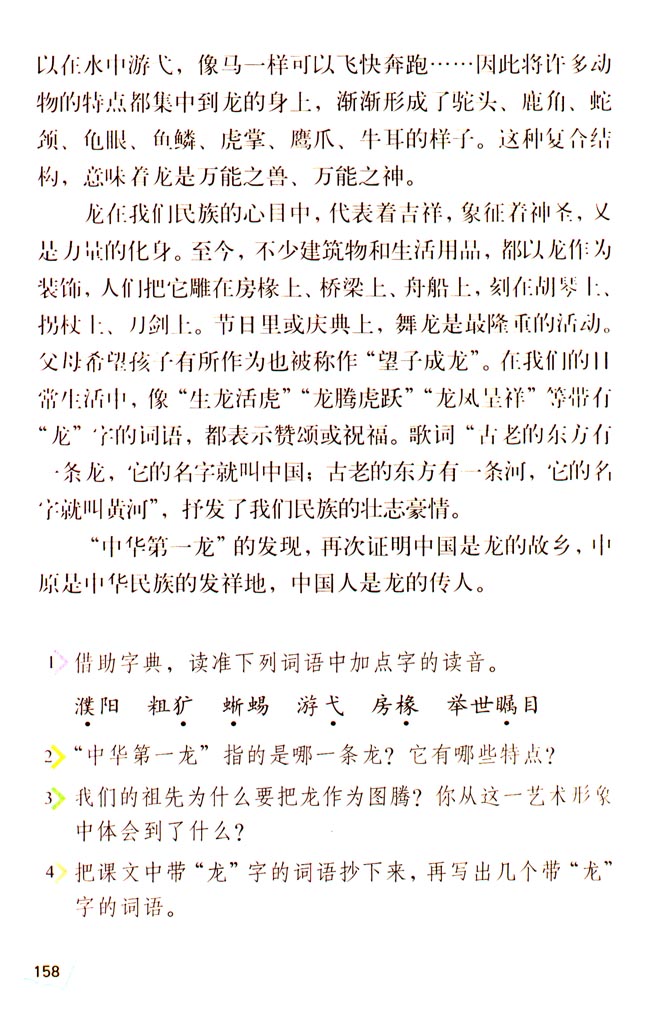 以在水中游弋，像马一样可以飞快奔跑……因此将许多动
物的特点都集中到龙的身上，渐渐形成了驼头、鹿角、蛇
颈、龟眼、鱼鳞、虎掌、鹰爪、牛耳的样子。这种复合结
构，意味着龙是万能之兽、万能之神。
龙在我们民族的心目中，代表着吉祥，象征着神圣，又
是力量的化身。至今，不少建筑物和生活用品，都以龙作为
装饰，人们把它雕在房椽上、桥梁上、舟船上，刻在胡琴上、
拐杖上、刀剑上。节日里或庆典上，舞龙是最隆重的活动。
父母希望孩子有所作为也被称作“望子成龙”。在我们的日
常生活中，像“生龙活虎”“龙腾虎跃”“龙凤呈祥”等带有
“龙”字的词语，都表示赞颂或祝福。歌词“古老的东方有
一条龙，它的名字就叫中国；古老的东方有一条河，它的名
字就叫黄河”，抒发了我们民族的壮志豪情。
“中华第一龙”的发现，再次证明中国是龙的故乡，中
原是中华民族的发祥地，中国人是龙的传人。
1 借助字典，读准下列词语中加点字的读音。
濮阳 粗犷 蜥蜴 游弋 房椽 举世瞩目
2 “中华第一龙”指的是哪一条龙？它有哪些特点？
3 我们的祖先为什么要把龙作为图腾？你从这一艺术形象
中体会到了什么？
4 把课文中带“龙”字的词语抄下来，再写出几个带“龙”
字的词语。
158